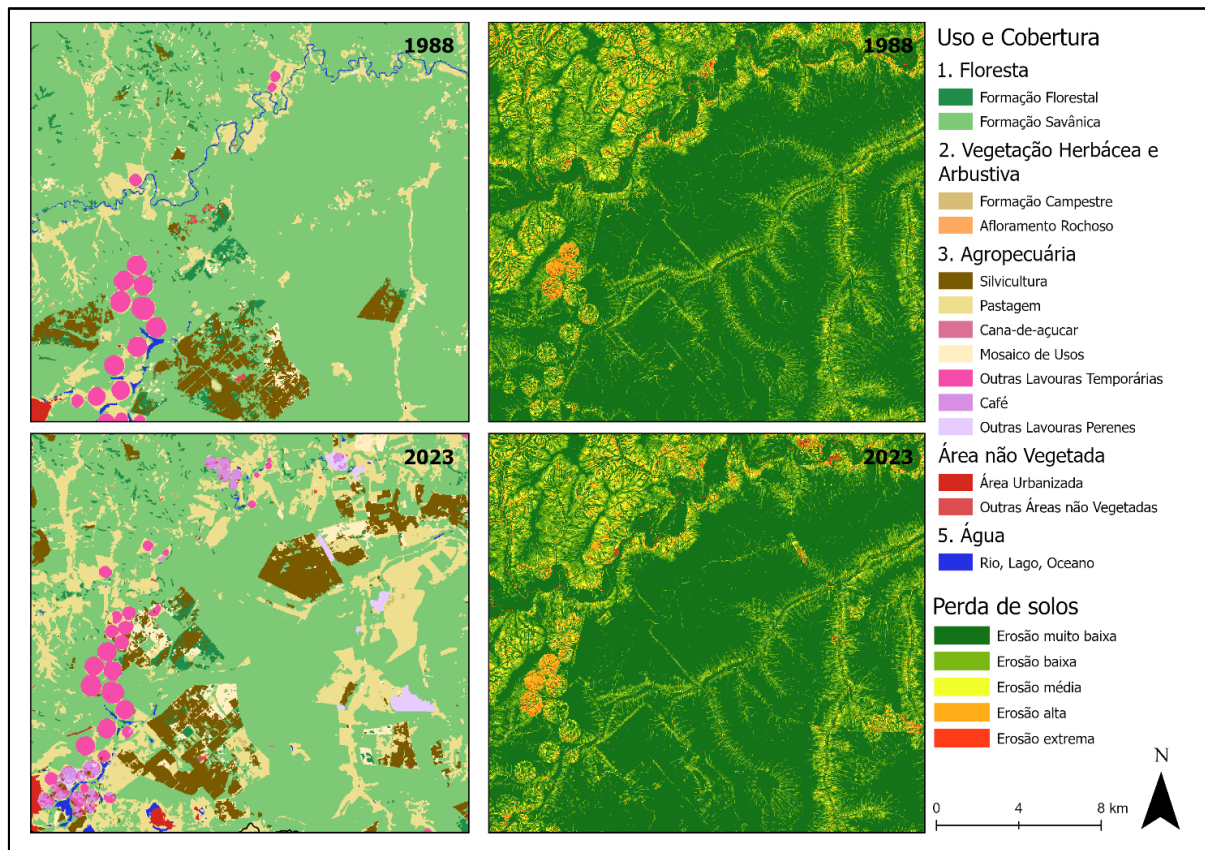 1988
1988
2023
2023
Uso e Cobertura
1. Floresta
Formação Florestal
Formação Savânica
2. Vegetação Herbácea e
Arbustiva
Formação Campestre
Afloramento Rochoso
3. Agropecuária
Silvicultura
Pastagem
Cana-de-açucar
Mosaico de Usos
Outras Lavouras Temporárias
Café
Outras Lavouras Perenes
Área não Vegetada
Área Urbanizada
Outras Áreas não Vegetadas
5. Água
Rio, Lago, Oceano
Perda de solos
Erosão muito baixa
Erosão baixa
Erosão média
Erosão alta
Erosão extrema
N
0 4 8 km